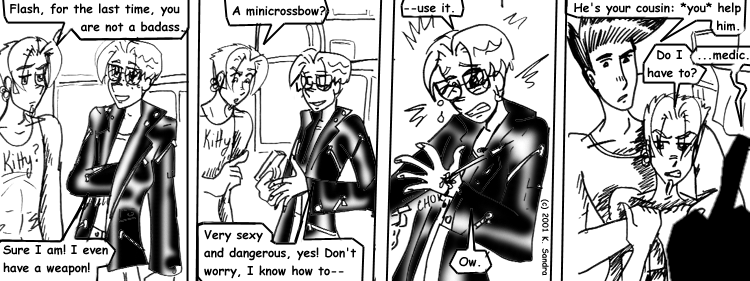 Flash, for the last time, you
are not a badass.
Kitty?
Sure I am! I even
have a weapon!
A minicrossbow?
Kitty?
Very sexy
and dangerous, yes! Don't
worry, I know how to--
--use it.
Ow.
(c) 2001 K. Sandra
He's your cousin: *you* help
him.
Do I
have to?
...medic.